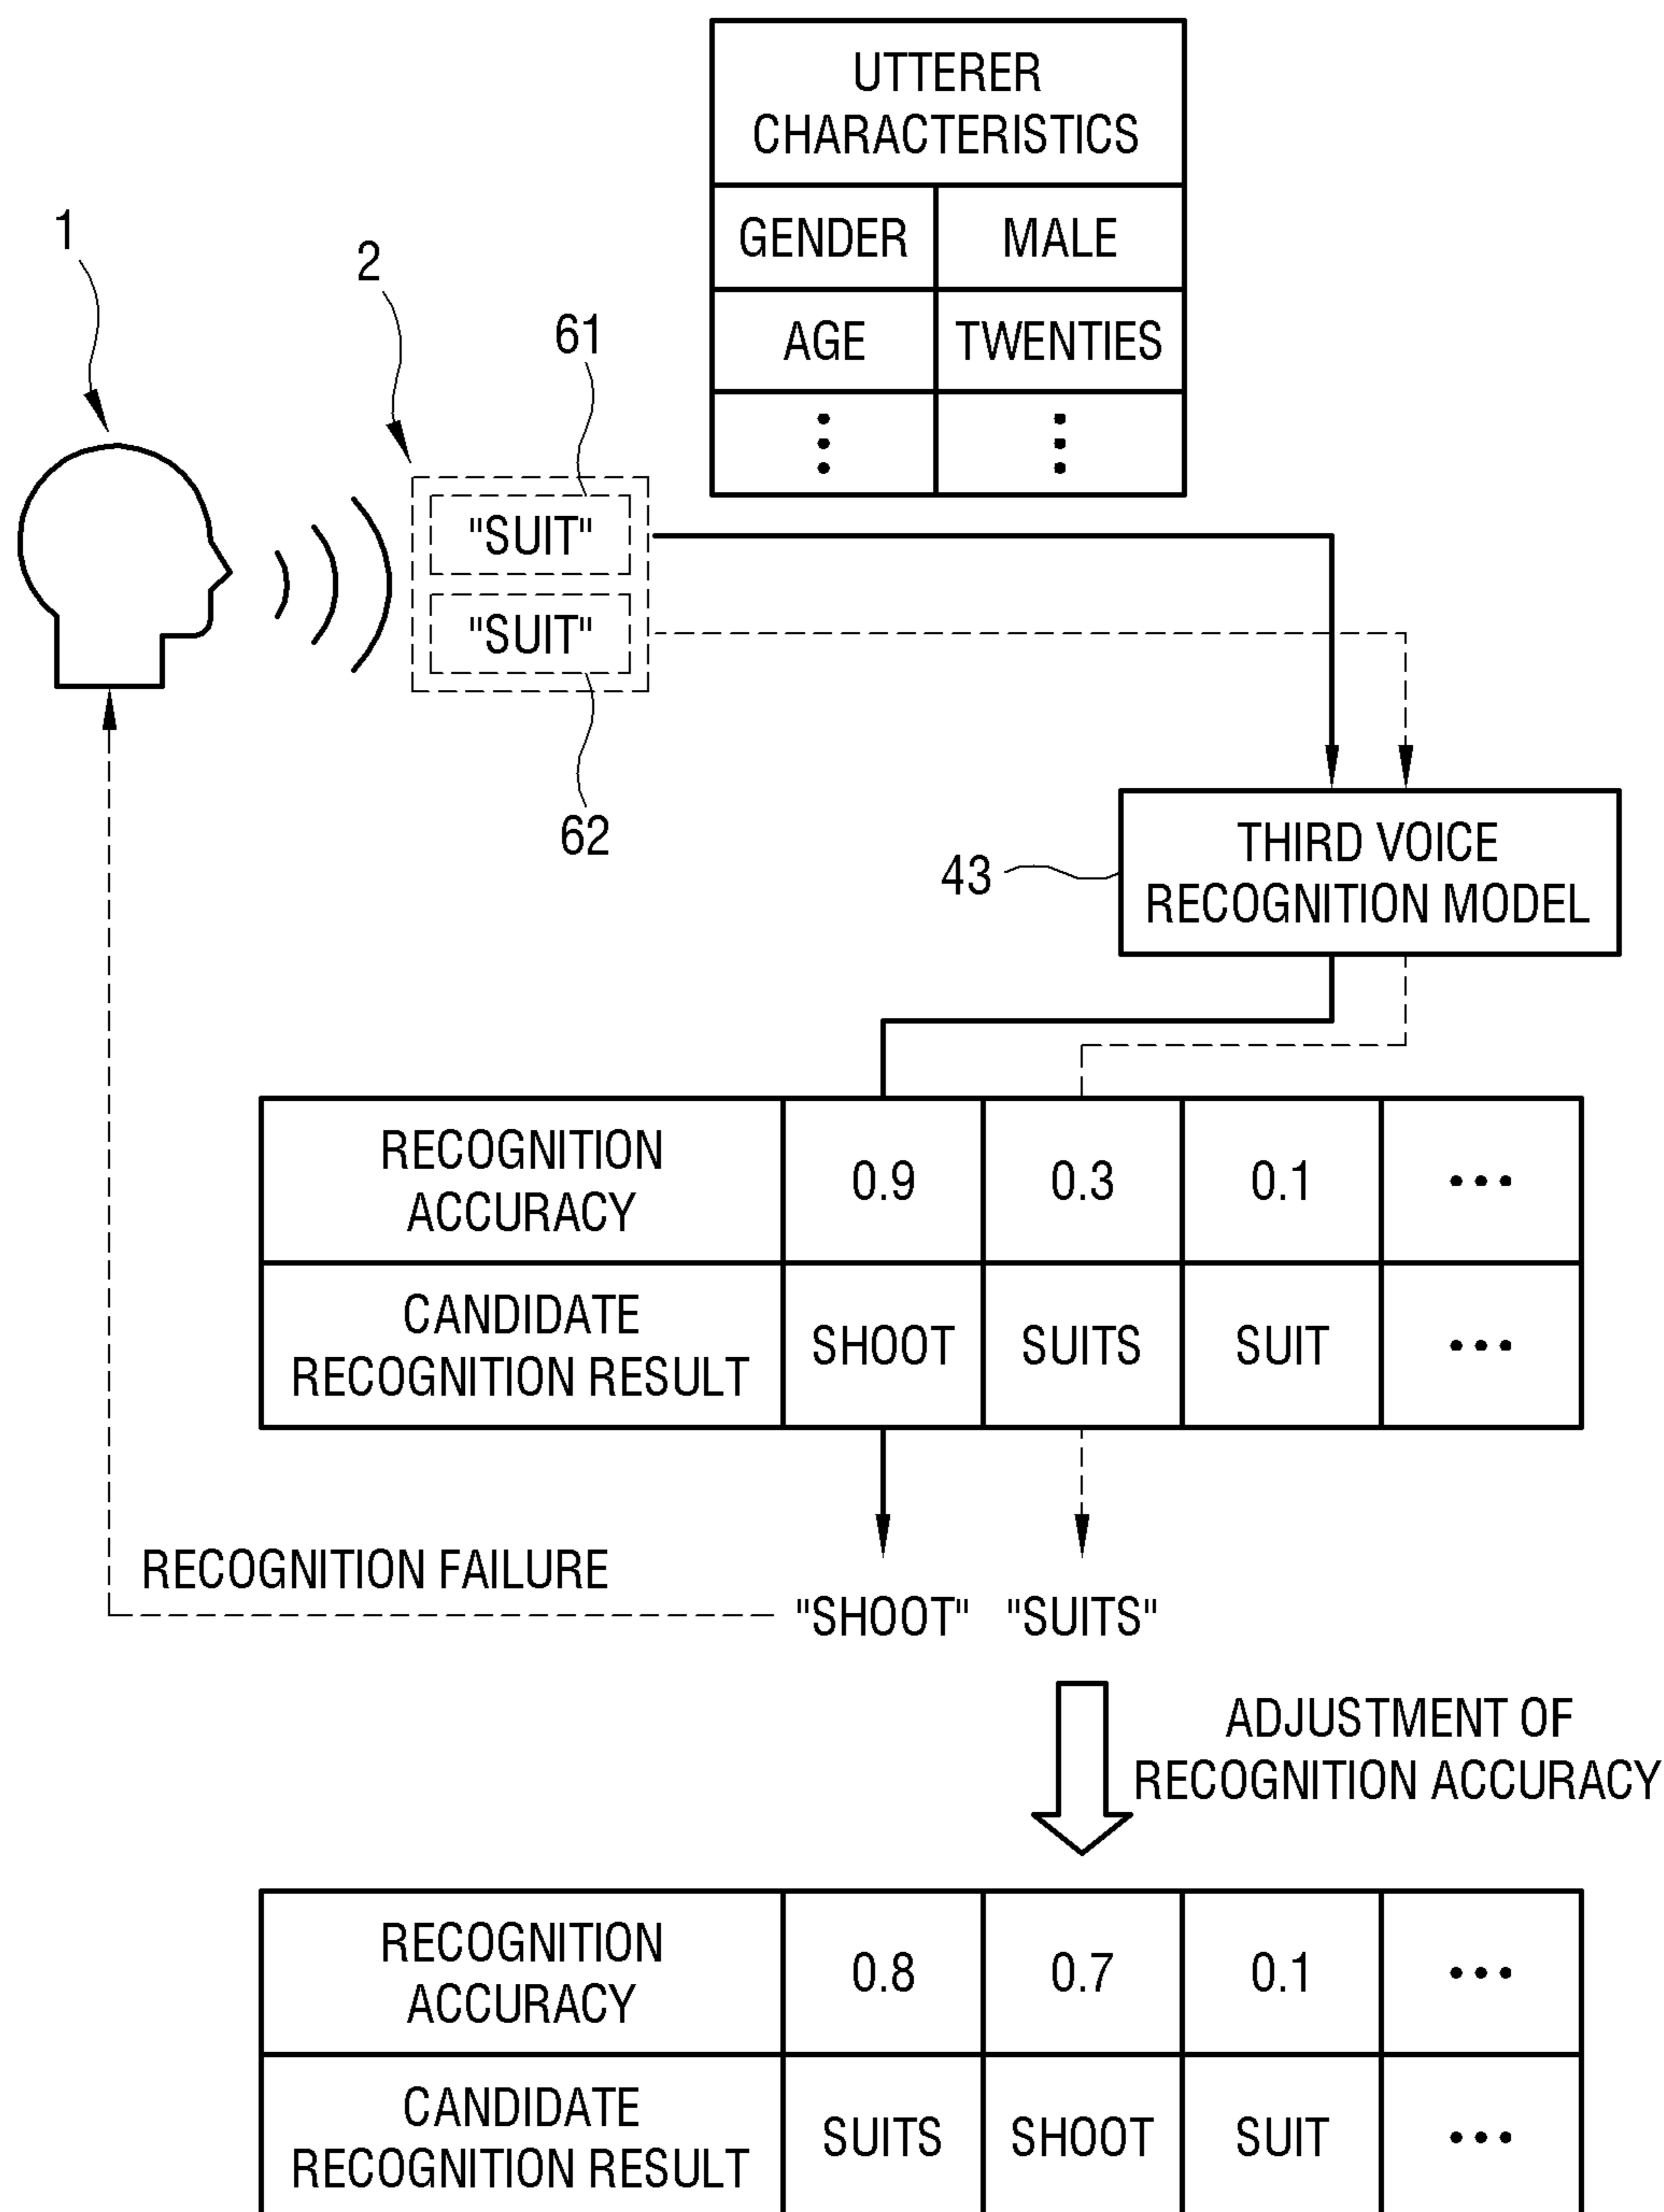 UTTERER
CHARACTERISTICS
GENDER MALE
AGE TWENTIES
1
2
61
"SUIT"
"SUIT"
62
43
THIRD VOICE
RECOGNITION MODEL
RECOGNITION
ACCURACY
0.9 0.3 0.1 •••
CANDIDATE
RECOGNITION RESULT
SHOOT SUITS SUIT •••
RECOGNITION FAILURE
"SHOOT" "SUITS"
ADJUSTMENT OF
RECOGNITION ACCURACY
RECOGNITION
ACCURACY
0.8 0.7 0.1 •••
CANDIDATE
RECOGNITION RESULT
SUITS SHOOT SUIT •••